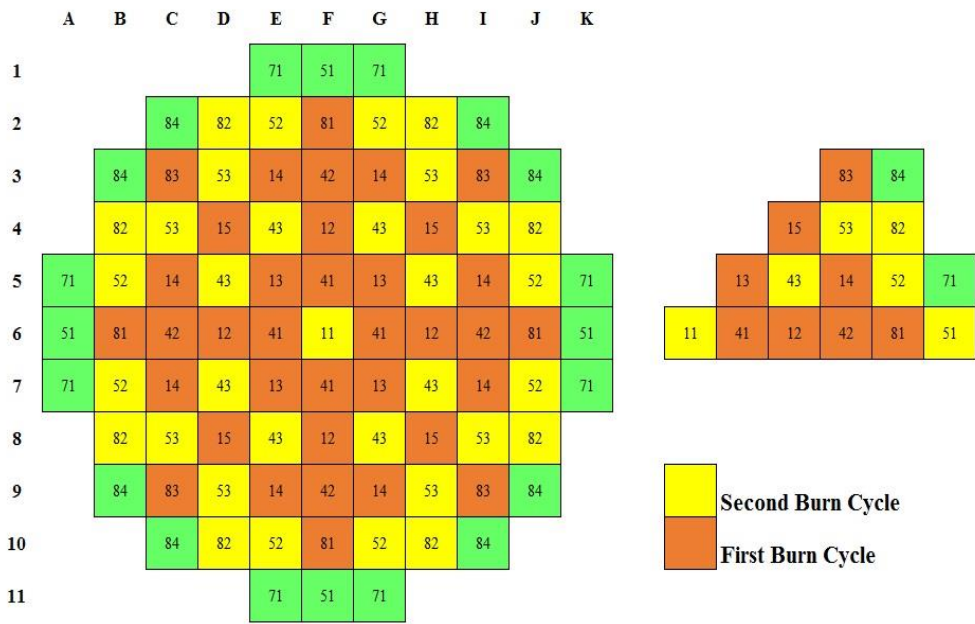 A B C D E F G H I J K
1 71 51 71
2 84 82 52 81 52 82 84
3 84 83 53 14 42 14 53 83 84
4 82 53 15 43 12 43 15 53 82
5 71 52 14 43 13 41 13 43 14 52 71
6 51 81 42 12 41 11 41 12 42 81 51
7 71 52 14 43 13 41 13 43 14 52 71
8 82 53 15 43 12 43 15 53 82
9 84 83 53 14 42 14 53 83 84
10 84 82 52 81 52 82 84
11 71 51 71
83 84
15 53 82
13 43 14 52 71
11 41 12 42 81 51
Second Burn Cycle
First Burn Cycle